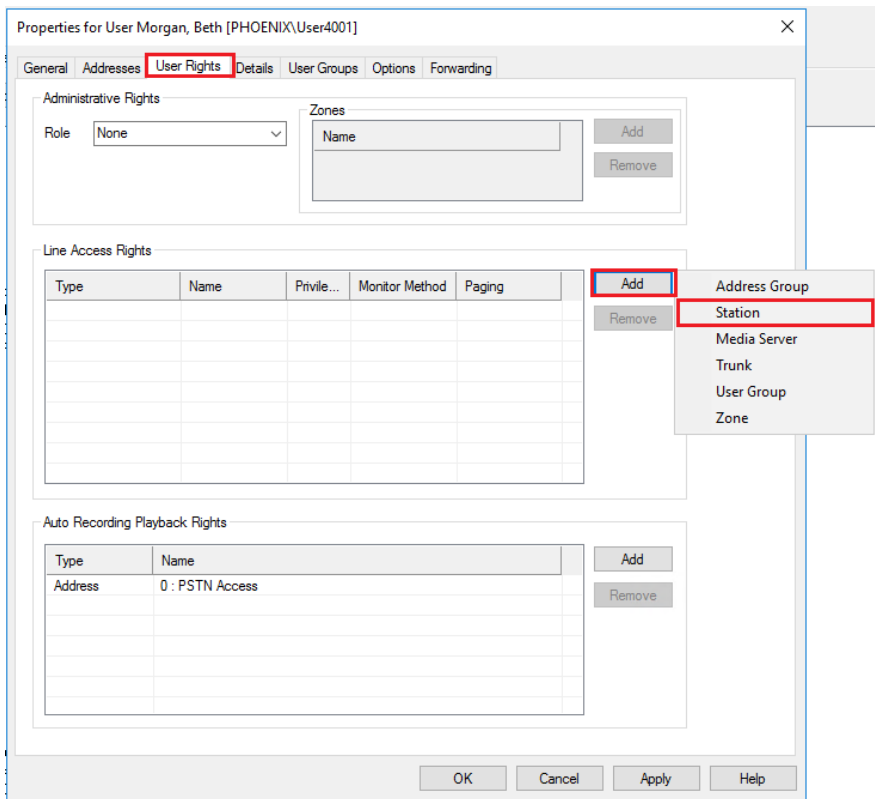 Properties for User Morgan, Beth [PHOENIX\User4001]
General Addresses User Rights Details User Groups Options Forwarding
Administrative Rights
Role None
Zones
Name
Add
Remove
Line Access Rights
Type Name Privile... Monitor Method Paging
Add
Remove
Address Group
Station
Media Server
Trunk
User Group
Zone
Auto Recording Playback Rights
Type Name
Address 0 : PSTN Access
Add
Remove
OK Cancel Apply Help